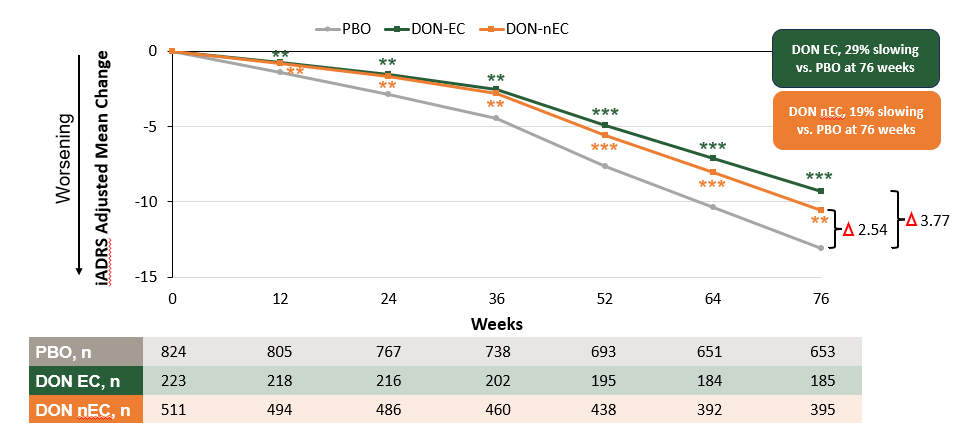 PBO DON-EC DON-nEC
DON EC, 29% slowing
vs. PBO at 76 weeks
DON nEC, 19% slowing
vs. PBO at 76 weeks
Worsening
iADRS Adjusted Mean Change
0
-5
-10
-15
** ** ** *** *** ***
** ** ** *** *** **
Δ 2.54
Δ 3.77
0 12 24 36 52 64 76
Weeks
PBO, n 824 805 767 738 693 651 653
DON EC, n 223 218 216 202 195 184 185
DON nEC, n 511 494 486 460 438 392 395